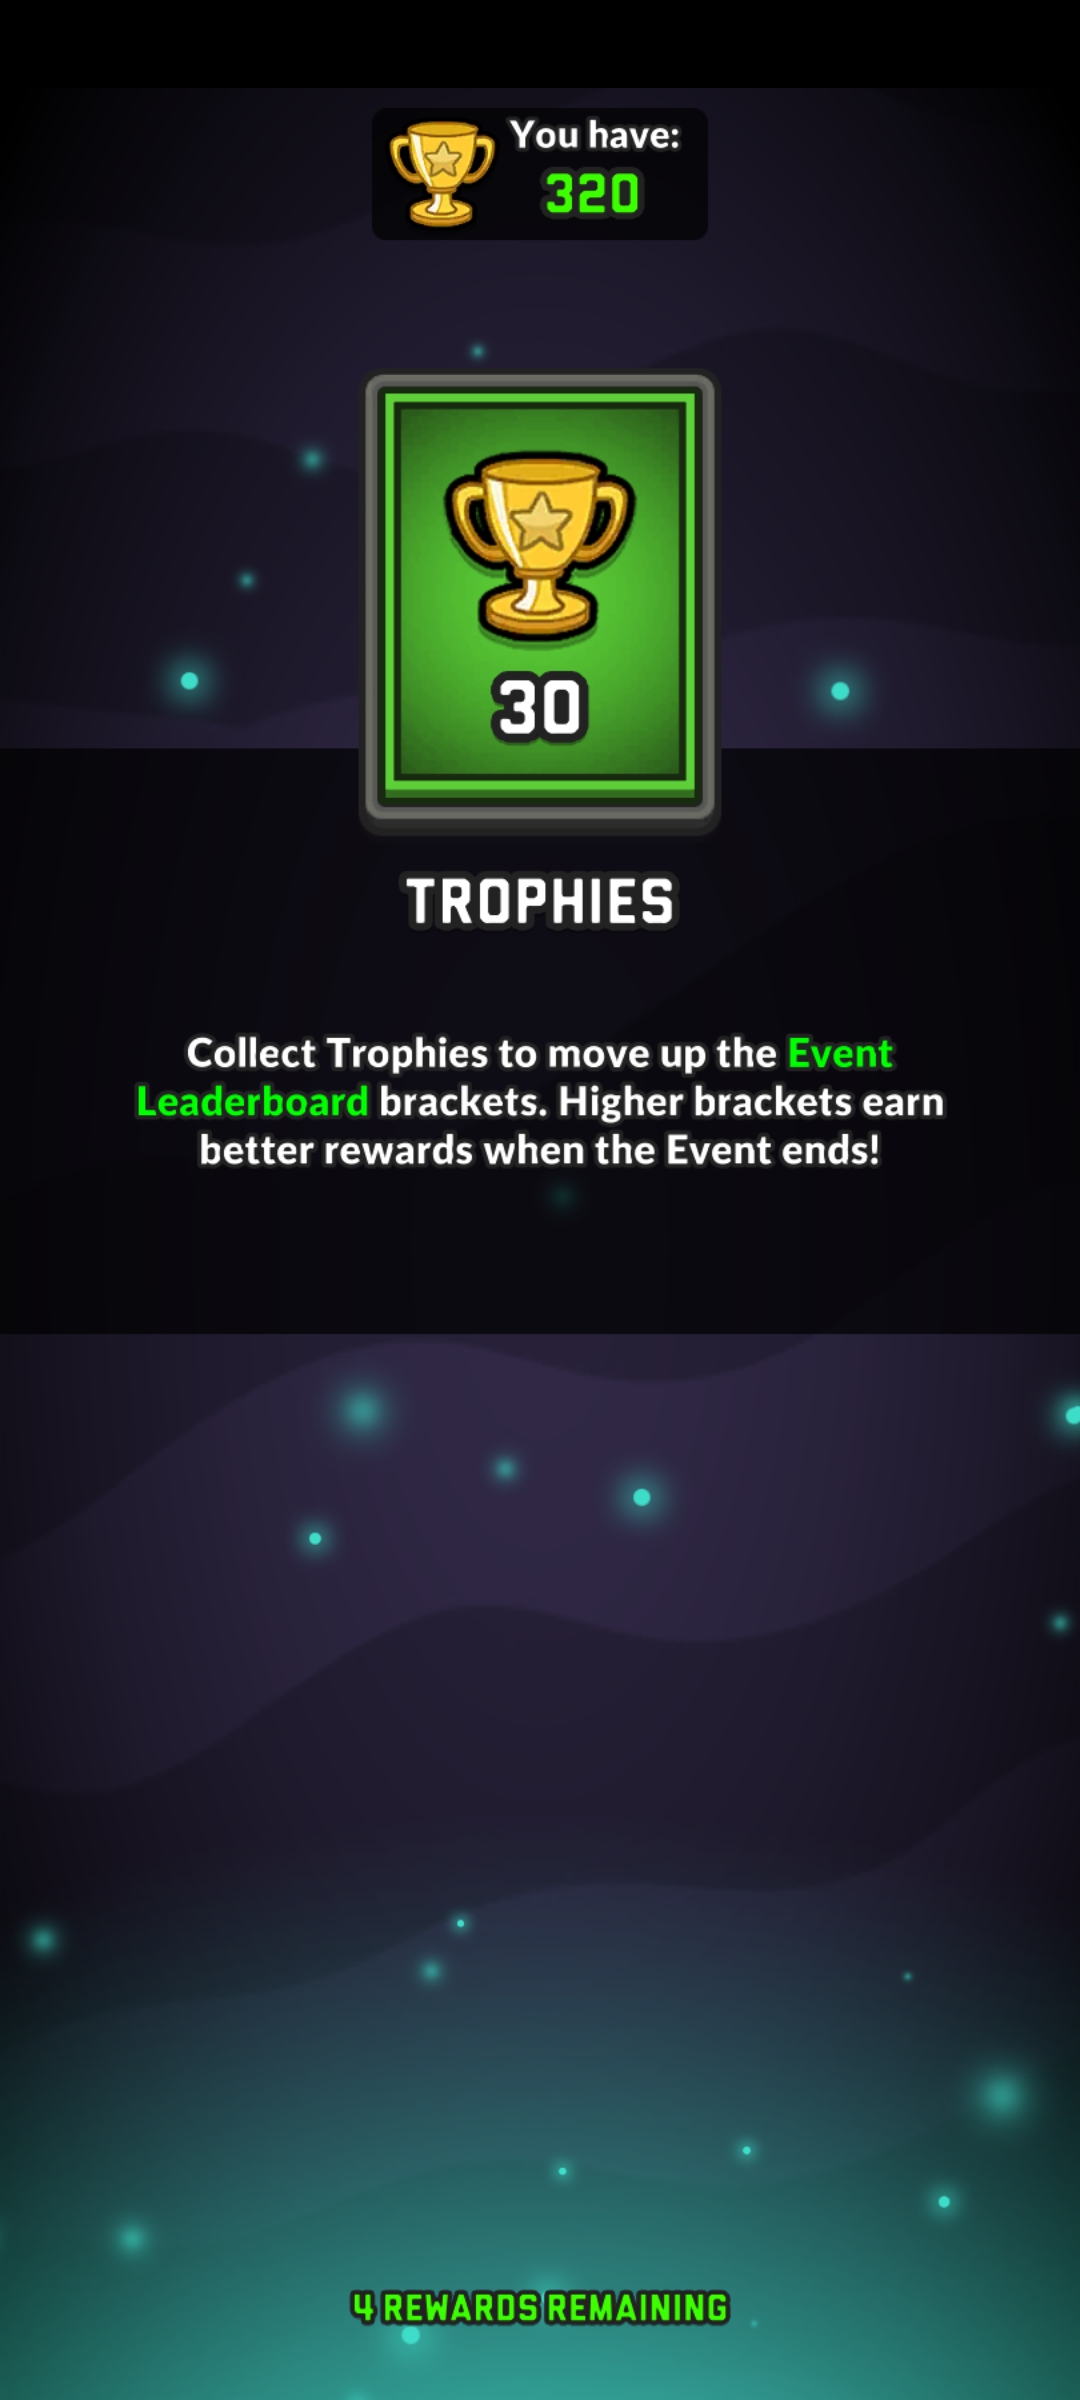 You have:
320
30
TROPHIES
Collect Trophies to move up the Event
Leaderboard brackets. Higher brackets earn
better rewards when the Event ends!
4 REWARDS REMAINING